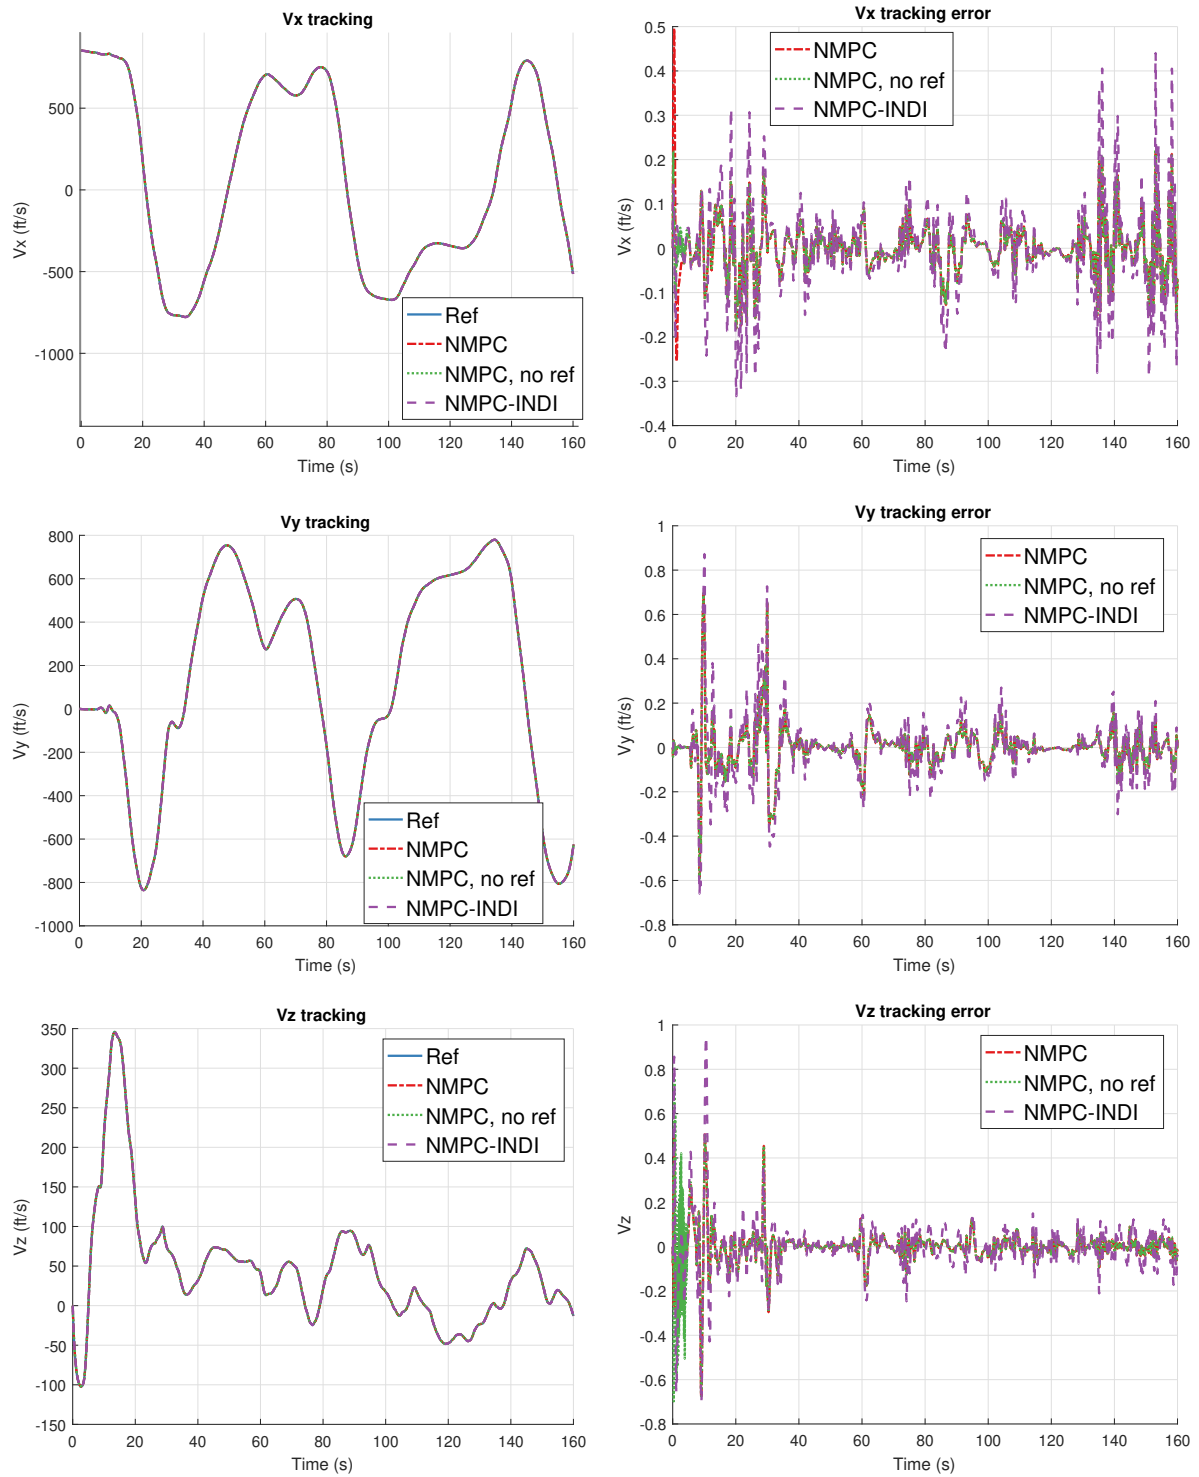 Vx tracking
Vx (ft/s)
500
0
-500
-1000
0 20 40 60 80 100 120 140 160
Time (s)
Ref
NMPC
NMPC, no ref
NMPC-INDI
Vx tracking error
Vx (ft/s)
0.5
0.4
0.3
0.2
0.1
0
-0.1
-0.2
-0.3
-0.4
0 20 40 60 80 100 120 140 160
Time (s)
NMPC
NMPC, no ref
NMPC-INDI
Vy tracking
Vy (ft/s)
800
600
400
200
0
-200
-400
-600
-800
-1000
0 20 40 60 80 100 120 140 160
Time (s)
Ref
NMPC
NMPC, no ref
NMPC-INDI
Vy tracking error
Vy (ft/s)
1
0.8
0.6
0.4
0.2
0
-0.2
-0.4
-0.6
-0.8
0 20 40 60 80 100 120 140 160
Time (s)
NMPC
NMPC, no ref
NMPC-INDI
Vz tracking
Vz (ft/s)
350
300
250
200
150
100
50
0
-50
-100
-150
0 20 40 60 80 100 120 140 160
Time (s)
Ref
NMPC
NMPC, no ref
NMPC-INDI
Vz tracking error
Vz
1
0.8
0.6
0.4
0.2
0
-0.2
-0.4
-0.6
-0.8
0 20 40 60 80 100 120 140 160
Time (s)
NMPC
NMPC, no ref
NMPC-INDI